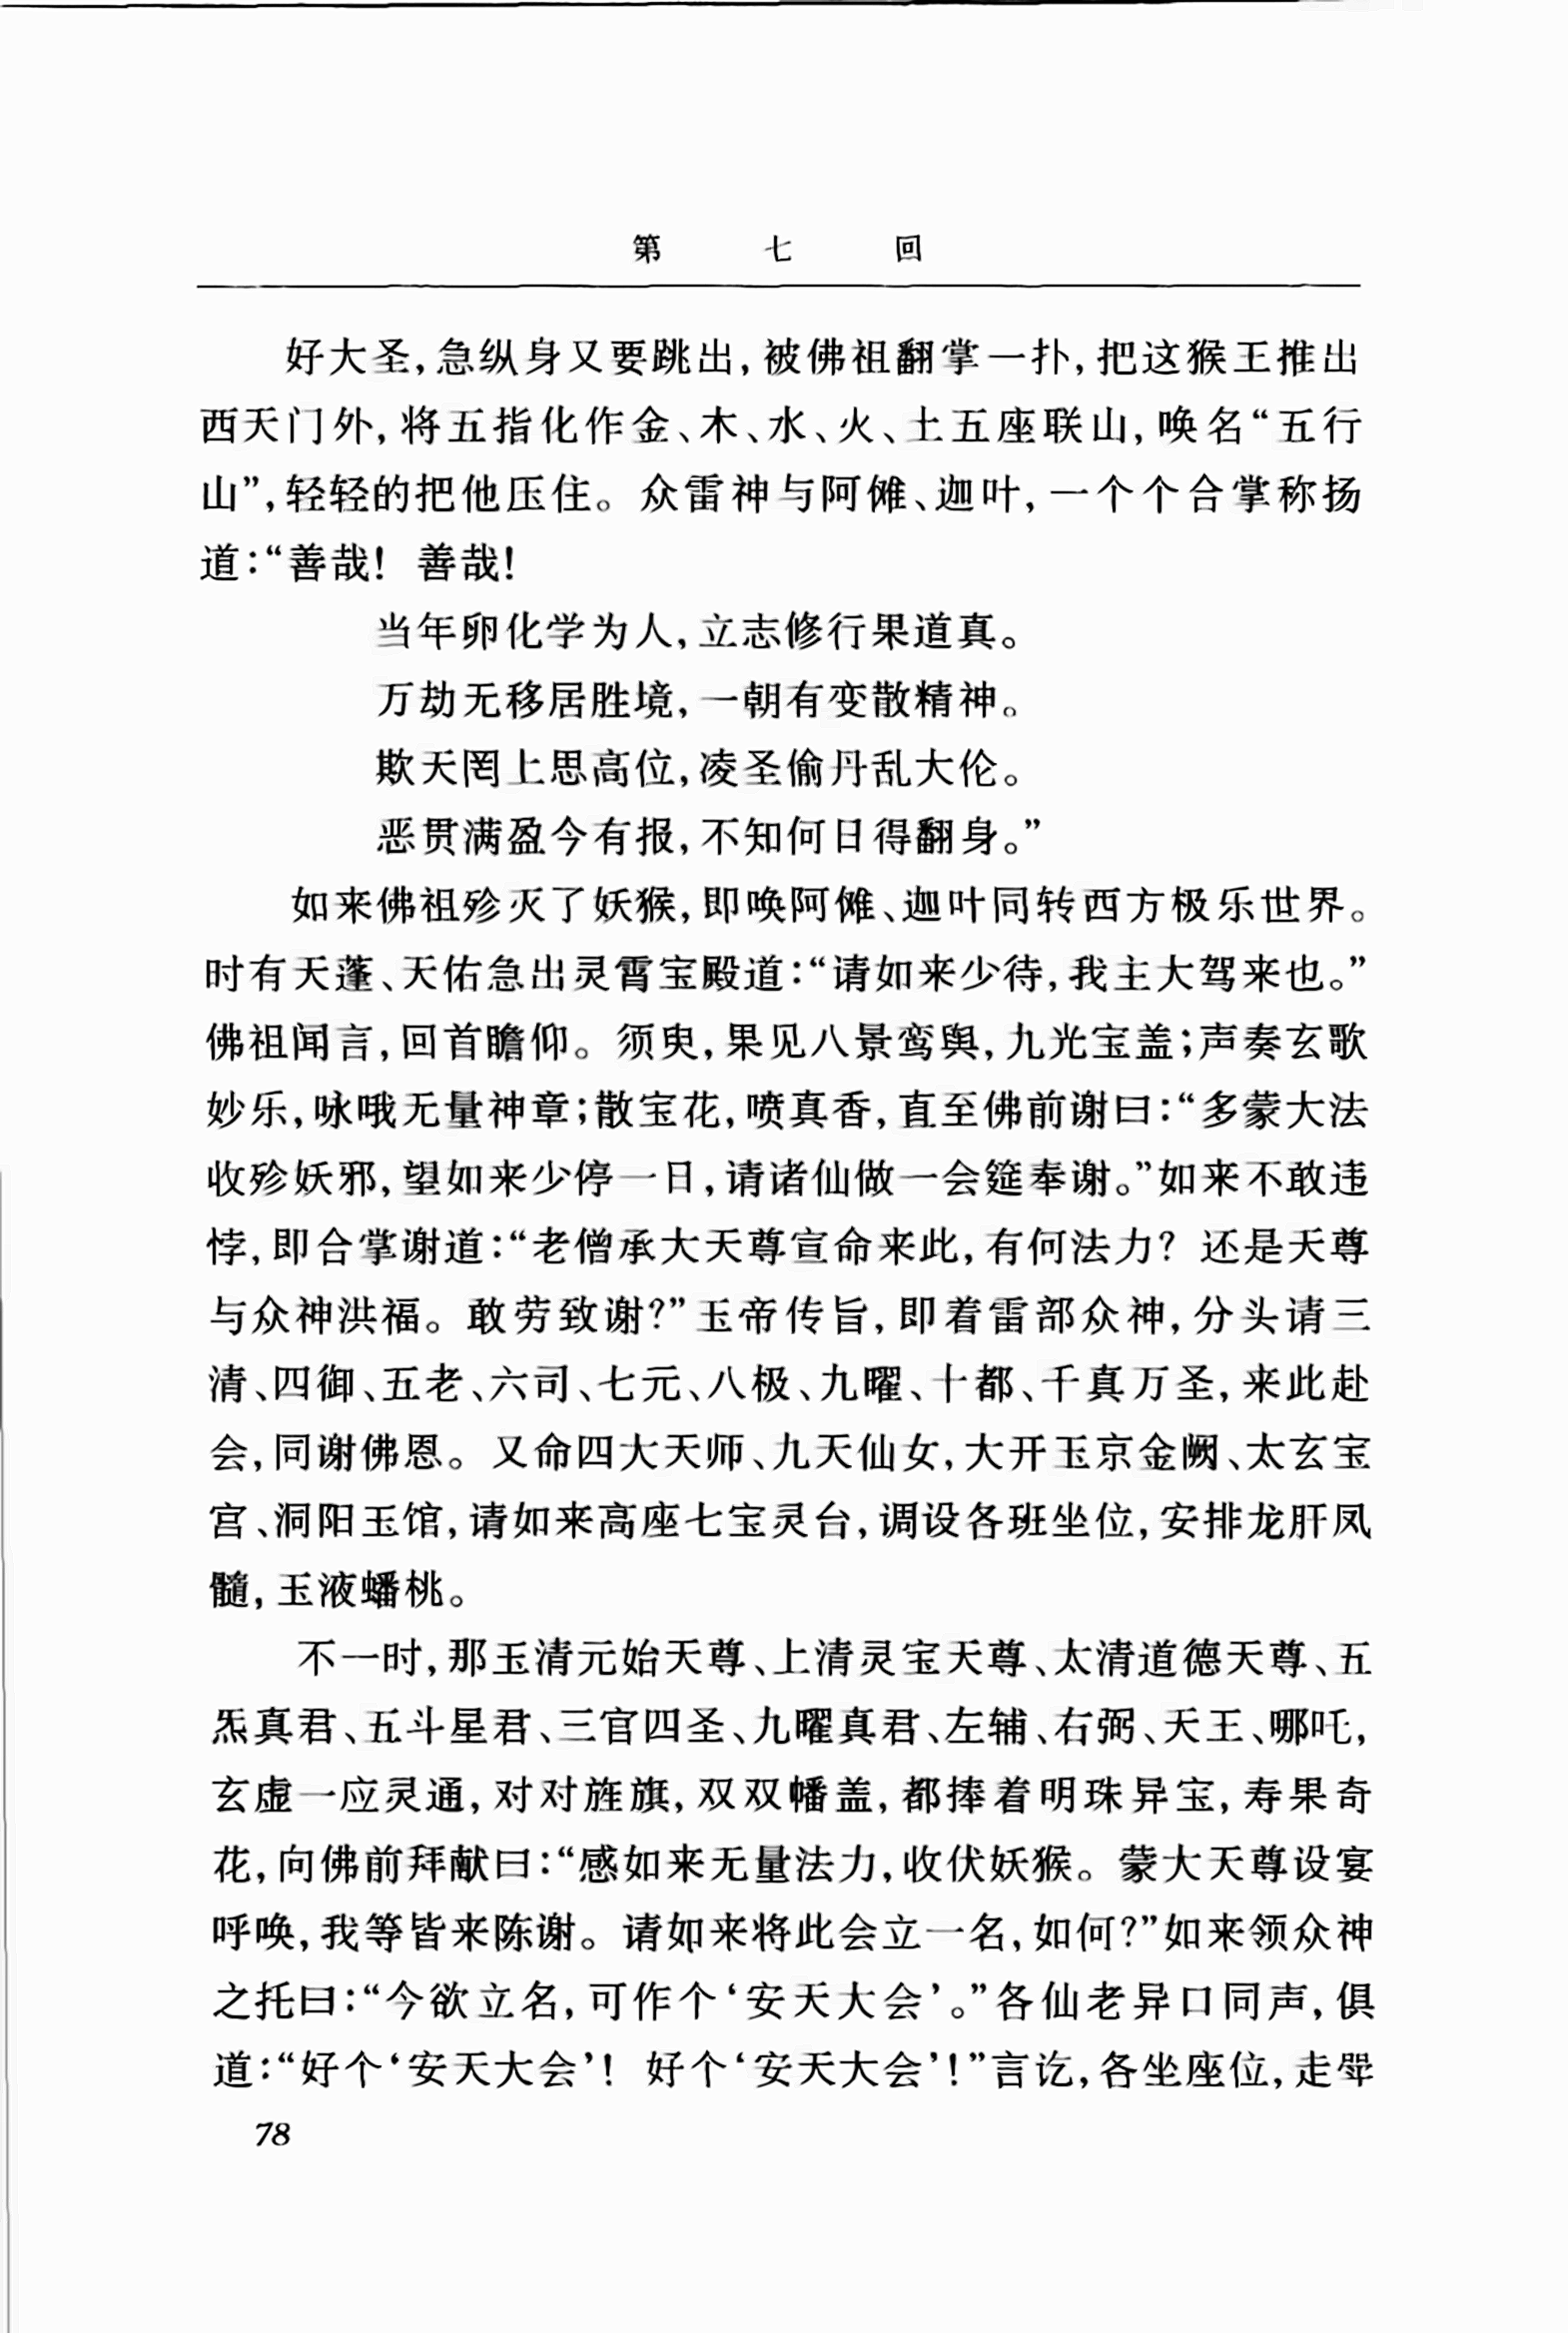 第七回
好大圣,急纵身又要跳出,被佛祖翻掌一扑,把这猴王推出
西天门外,将五指化作金、木、水、火、土五座联山,唤名“五行
山”,轻轻的把他压住。众雷神与阿傩、迦叶,一个个合掌称扬
道:“善哉!善哉!
当年卵化学为人,立志修行果道真。
万劫无移居胜境,一朝有变散精神。
欺天罔上思高位,凌圣偷丹乱大伦。
恶贯满盈今有报,不知何日得翻身。”
如来佛祖殄灭了妖猴,即唤阿傩、迦叶同转西方极乐世界。
时有天蓬、天佑急出灵霄宝殿道:“请如来少待,我主大驾来也。”
佛祖闻言,回首瞻仰。须臾,果见八景鸾舆,九光宝盖;声奏玄歌
妙乐,咏哦无量神章;散宝花,喷真香,直至佛前谢曰:“多蒙大法
收殄妖邪,望如来少停一日,请诸仙做一会筵奉谢。”如来不敢违
悖,即合掌谢道:“老僧承大天尊宣命来此,有何法力?还是天尊
与众神洪福。敢劳致谢?”玉帝传旨,即着雷部众神,分头请三
清、四御、五老、六司、七元、八极、九曜、十都、千真万圣,来此赴
会,同谢佛恩。又命四大天师、九天仙女,大开玉京金阙、太玄宝
宫、洞阳玉馆,请如来高座七宝灵台,调设各班坐位,安排龙肝凤
髓,玉液蟠桃。
不一时,那玉清元始天尊、上清灵宝天尊、太清道德天尊、五
炁真君、五斗星君、三官四圣、九曜真君、左辅、右弼、天王、哪吒,
玄虚一应灵通,对对旌旗,双双幡盖,都捧着明珠异宝,寿果奇
花,向佛前拜献曰:“感如来无量法力,收伏妖猴。蒙大天尊设宴
呼唤,我等皆来陈谢。请如来将此会立一名,如何?”如来领众神
之托曰:“今欲立名,可作个‘安天大会’。”各仙老异口同声,俱
道:“好个‘安天大会’!好个‘安天大会’!”言讫,各坐座位,走斝
78